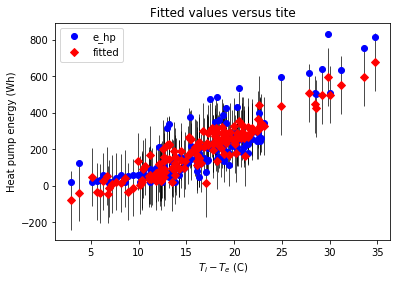 Fitted values versus tite
e_hp
fitted
Heat pump energy (Wh)
800
600
400
200
0
−200
5 10 15 20 25 30 35
T_i − T_e (C)